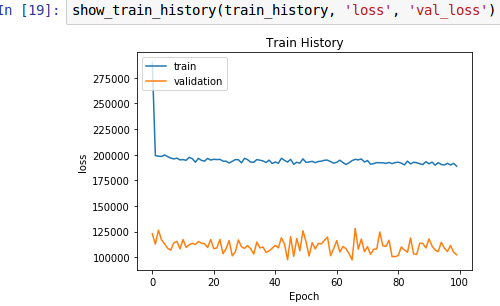 In [19]: show_train_history(train_history, 'loss', 'val_loss')
Train History
train
validation
275000
250000
225000
200000
175000
150000
125000
100000
loss
0 20 40 60 80 100
Epoch